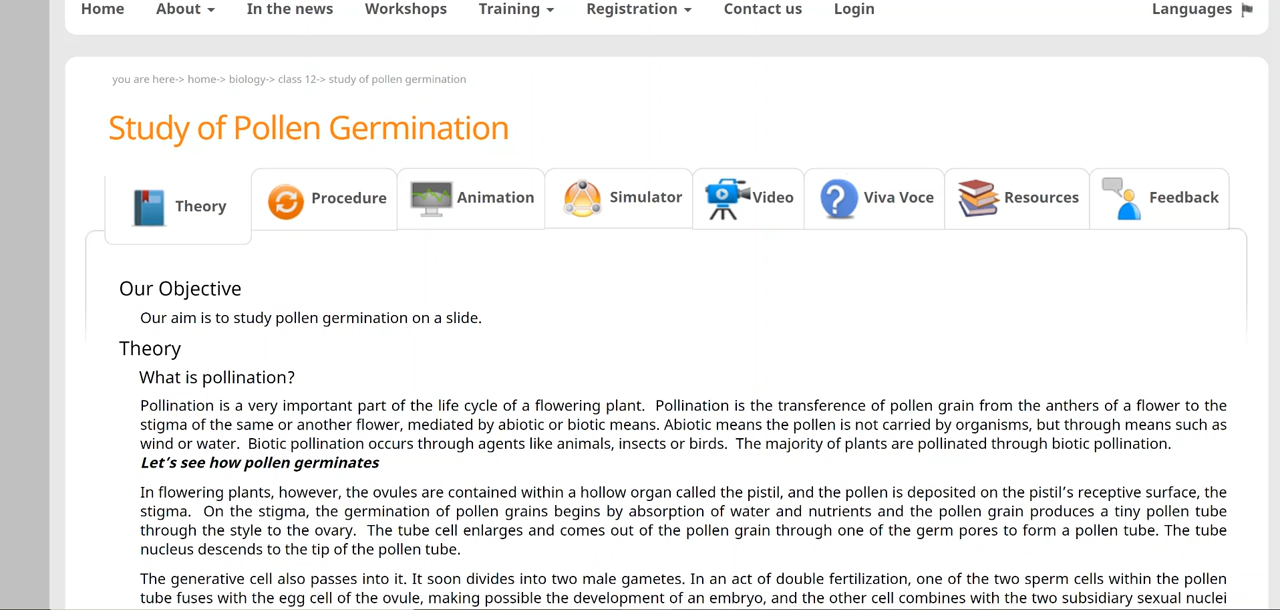 Home About In the news Workshops Training Registration Contact us Login Languages
you are here-> home-> biology-> class 12-> study of pollen germination
Study of Pollen Germination
Theory Procedure Animation Simulator Video Viva Voce Resources Feedback
Our Objective
Our aim is to study pollen germination on a slide.
Theory
What is pollination?
Pollination is a very important part of the life cycle of a flowering plant. Pollination is the transference of pollen grain from the anthers of a flower to the
stigma of the same or another flower, mediated by abiotic or biotic means. Abiotic means the pollen is not carried by organisms, but through means such as
wind or water. Biotic pollination occurs through agents like animals, insects or birds. The majority of plants are pollinated through biotic pollination.
Let's see how pollen germinates
In flowering plants, however, the ovules are contained within a hollow organ called the pistil, and the pollen is deposited on the pistil's receptive surface, the
stigma. On the stigma, the germination of pollen grains begins by absorption of water and nutrients and the pollen grain produces a tiny pollen tube
through the style to the ovary. The tube cell enlarges and comes out of the pollen grain through one of the germ pores to form a pollen tube. The tube
nucleus descends to the tip of the pollen tube.
The generative cell also passes into it. It soon divides into two male gametes. In an act of double fertilization, one of the two sperm cells within the pollen
tube fuses with the egg cell of the ovule, making possible the development of an embryo, and the other cell combines with the two subsidiary sexual nuclei